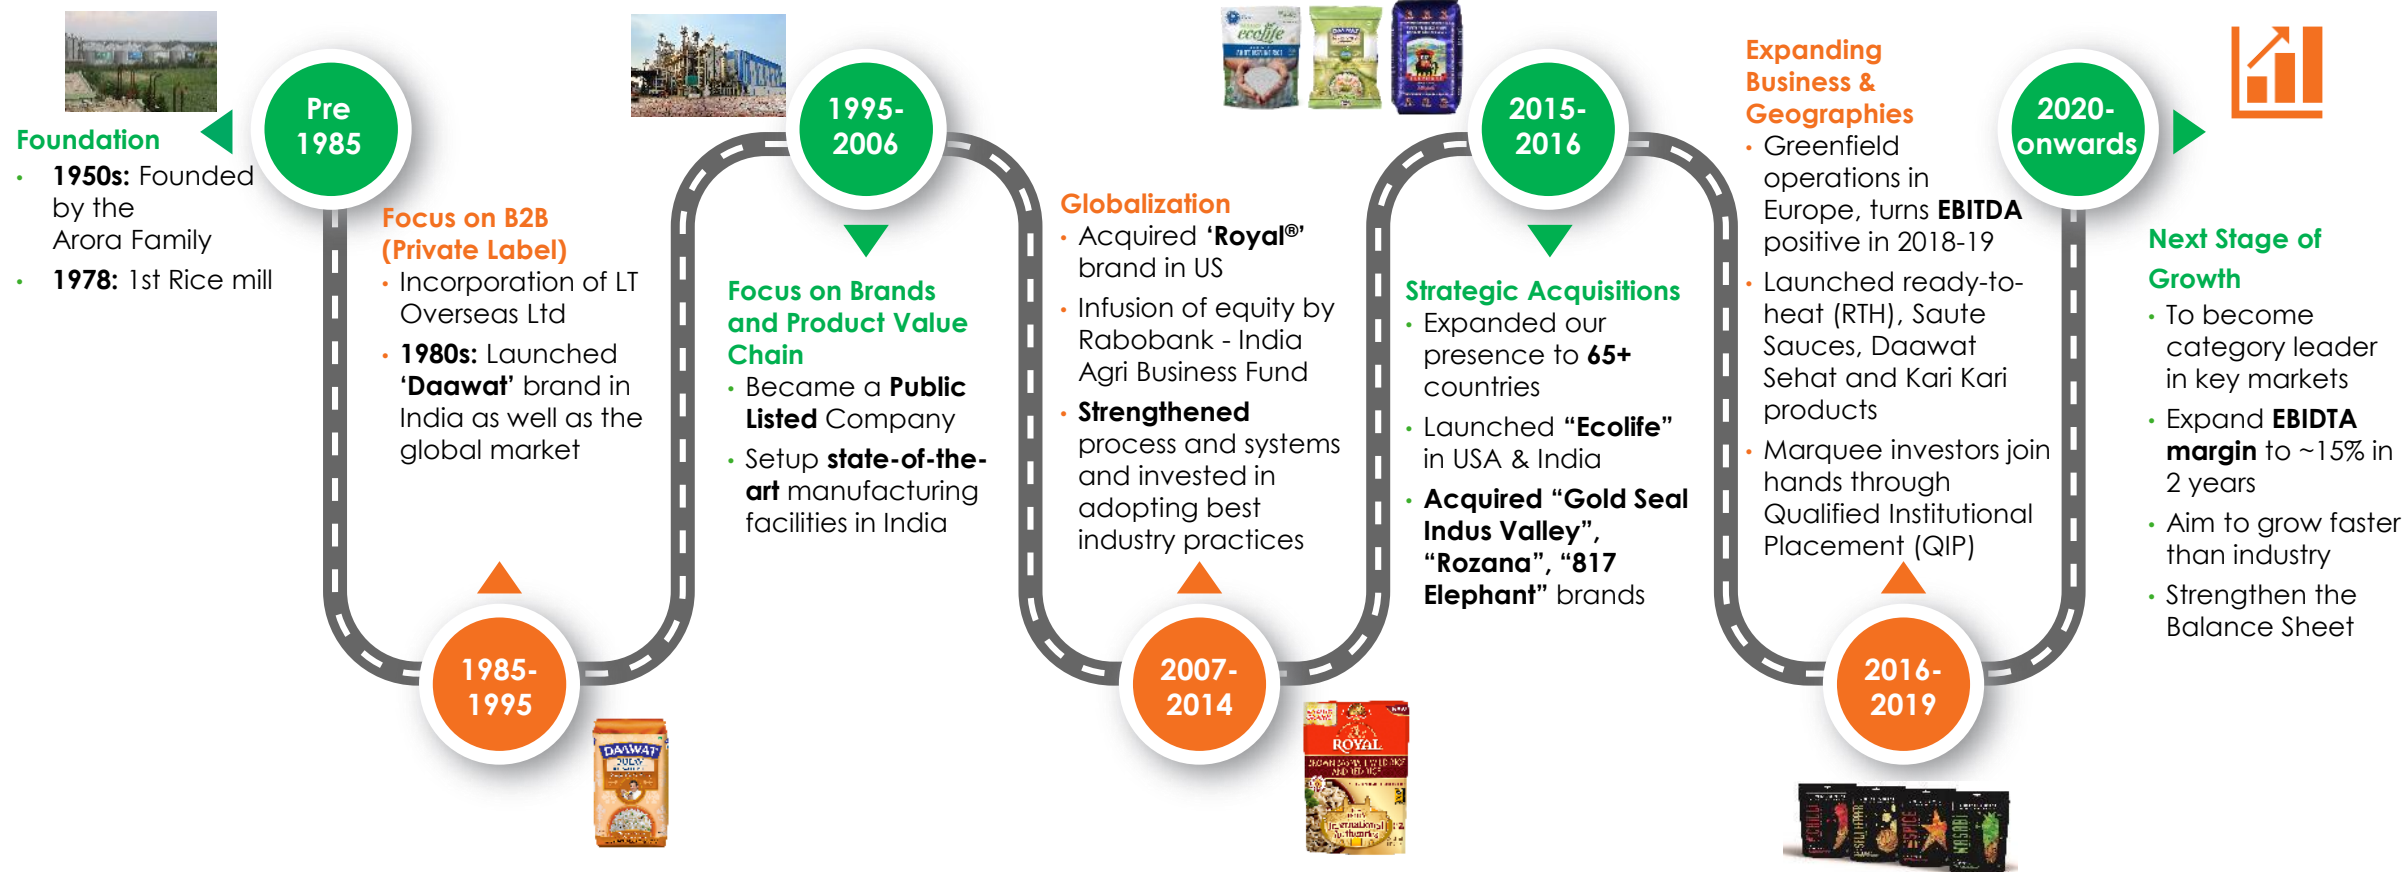 Pre
1985
Foundation
• 1950s: Founded
by the
Arora Family
• 1978: 1st Rice mill
Focus on B2B
(Private Label)
• Incorporation of LT
Overseas Ltd
• 1980s: Launched
‘Daawat’ brand in
India as well as the
global market
1985-
1995
DAAWAT
1995-
2006
Focus on Brands
and Product Value
Chain
• Became a Public
Listed Company
• Setup state-of-the-
art manufacturing
facilities in India
Globalization
• Acquired ‘Royal®’
brand in US
• Infusion of equity by
Rabobank - India
Agri Business Fund
• Strengthened
process and systems
and invested in
adopting best
industry practices
2007-
2014
ROYAL
ecolife
DAAWAT
2015-
2016
Strategic Acquisitions
• Expanded our
presence to 65+
countries
• Launched “Ecolife”
in USA & India
• Acquired “Gold Seal
Indus Valley”,
“Rozana”, “817
Elephant” brands
Expanding
Business &
Geographies
• Greenfield
operations in
Europe, turns EBITDA
positive in 2018-19
• Launched ready-to-
heat (RTH), Saute
Sauces, Daawat
Sehat and Kari Kari
products
• Marquee investors join
hands through
Qualified Institutional
Placement (QIP)
2016-
2019
CHILLI
SPICE
WASABI
2020-
onwards
Next Stage of
Growth
• To become
category leader
in key markets
• Expand EBIDTA
margin to ~15% in
2 years
• Aim to grow faster
than industry
• Strengthen the
Balance Sheet